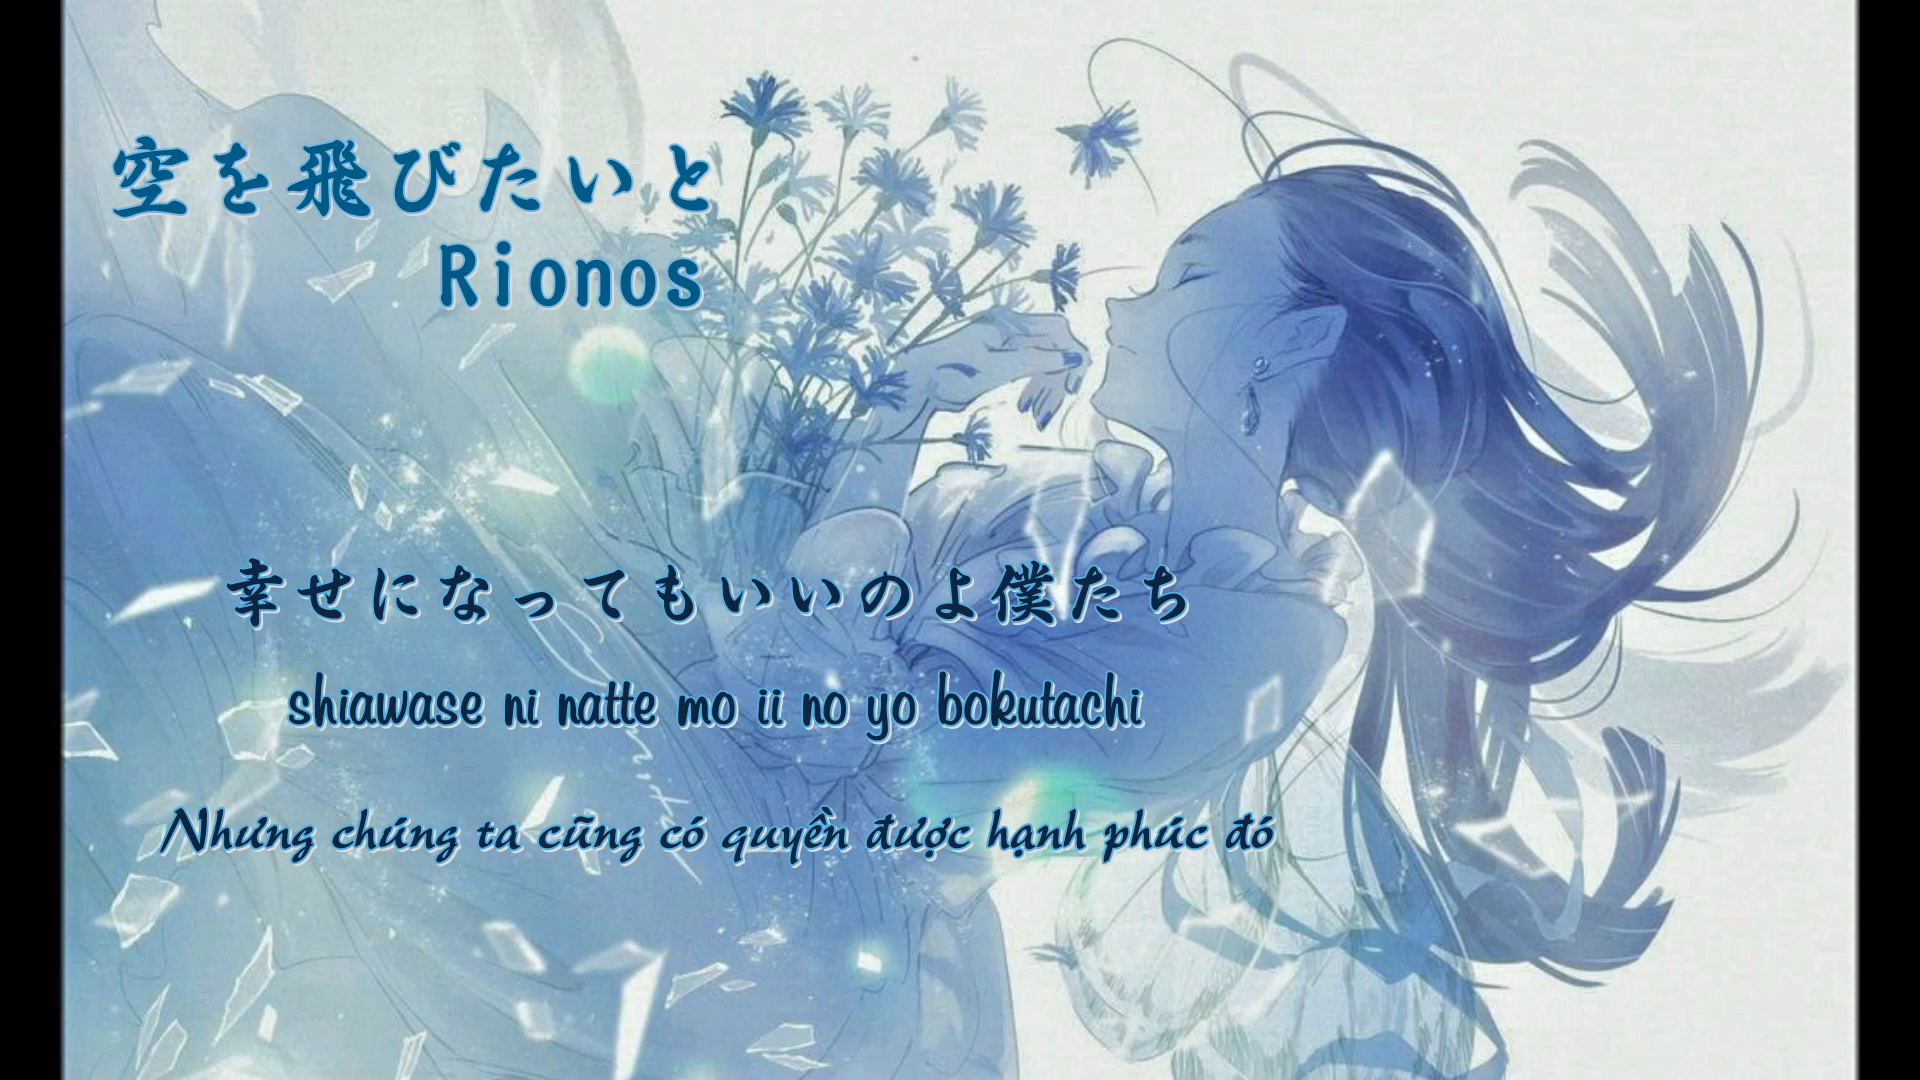 空を飛びたいと
Rionos
幸せになってもいいのよ僕たち
shiawase ni natte mo ii no yo bokutachi
Nhưng chúng ta cũng có quyền được hạnh phúc đó